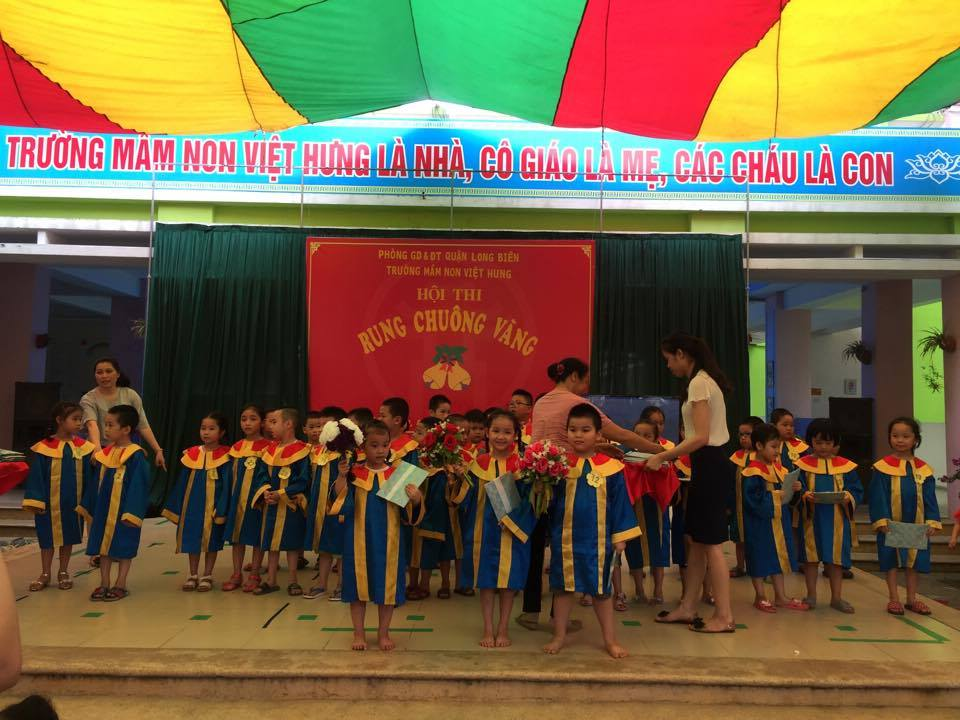 TRƯỜNG MẦM NON VIỆT HƯNG LÀ NHÀ, CÔ GIÁO LÀ MẸ, CÁC CHÁU LÀ CON
PHÒNG GD & ĐT QUẬN LONG BIÊN
TRƯỜNG MẦM NON VIỆT HƯNG
HỘI THI
RUNG CHUÔNG VÀNG
12